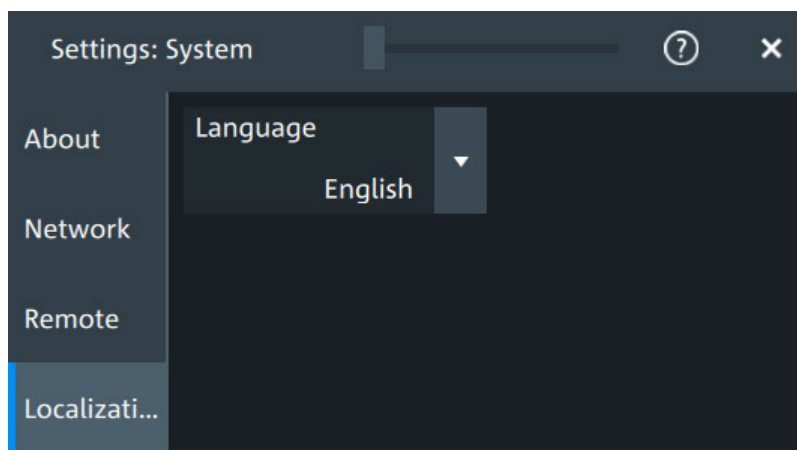 Settings: System
?
About
Network
Remote
Localizati...
Language
English